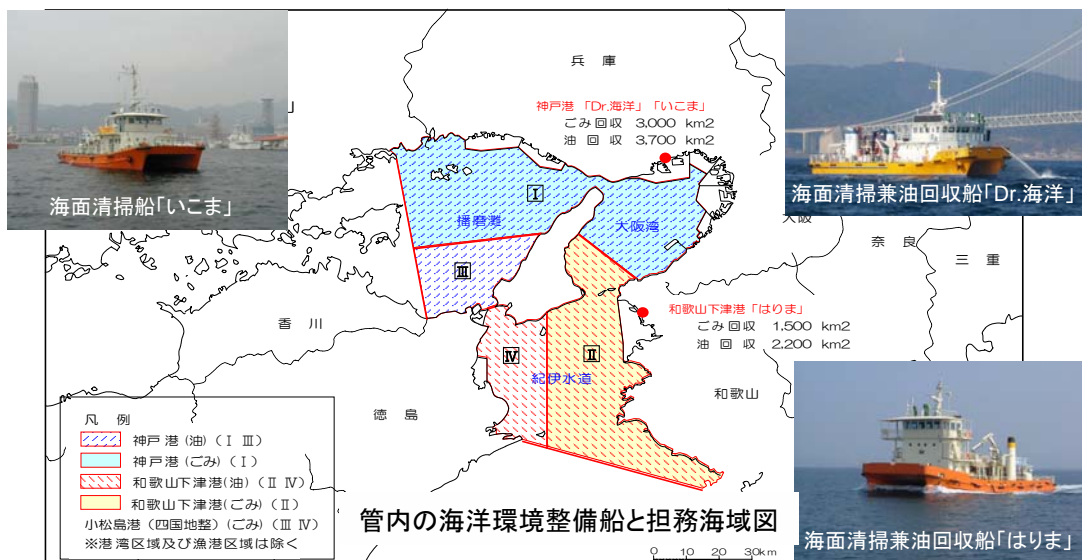 海面清掃船「いこま」
兵庫
神戸港 「Dr.海洋」 「いこま」
ごみ回収 3,000 km2
油 回 収 3,700 km2
海面清掃兼油回収船「Dr.海洋」
Ⅰ
播磨灘
大阪湾
大阪
奈良
三重
Ⅲ
和歌山下津港「はりま」
ごみ回収 1,500 km2
油 回 収 2,200 km2
香川
Ⅳ
Ⅱ
紀伊水道
和歌山
徳島
凡 例
神戸港(油)(Ⅰ Ⅲ)
神戸港(ごみ)(Ⅰ)
和歌山下津港(油)(Ⅱ Ⅳ)
和歌山下津港(ごみ)(Ⅱ)
小松島港(四国地整)(ごみ)(Ⅲ Ⅳ)
※港湾区域及び漁港区域は除く
管内の海洋環境整備船と担務海域図
0 10 20 30km
海面清掃兼油回収船「はりま」